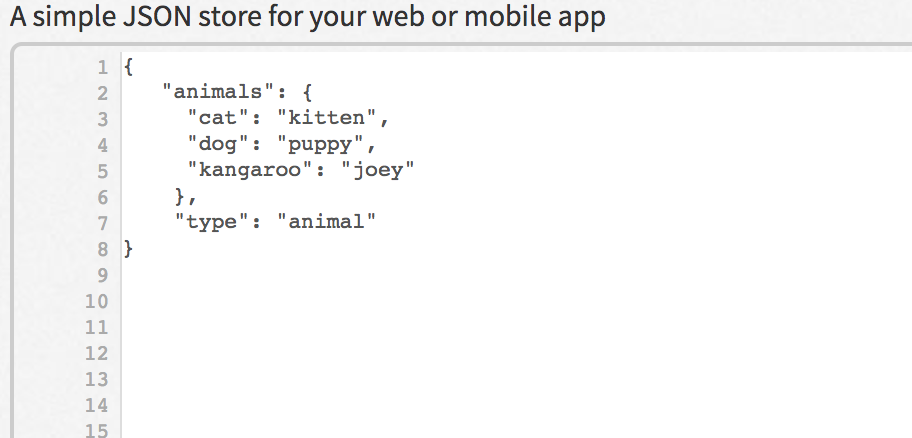 A simple JSON store for your web or mobile app
1 {
2    "animals": {
3      "cat": "kitten",
4      "dog": "puppy",
5      "kangaroo": "joey"
6     },
7     "type": "animal"
8 }
9
10
11
12
13
14
15